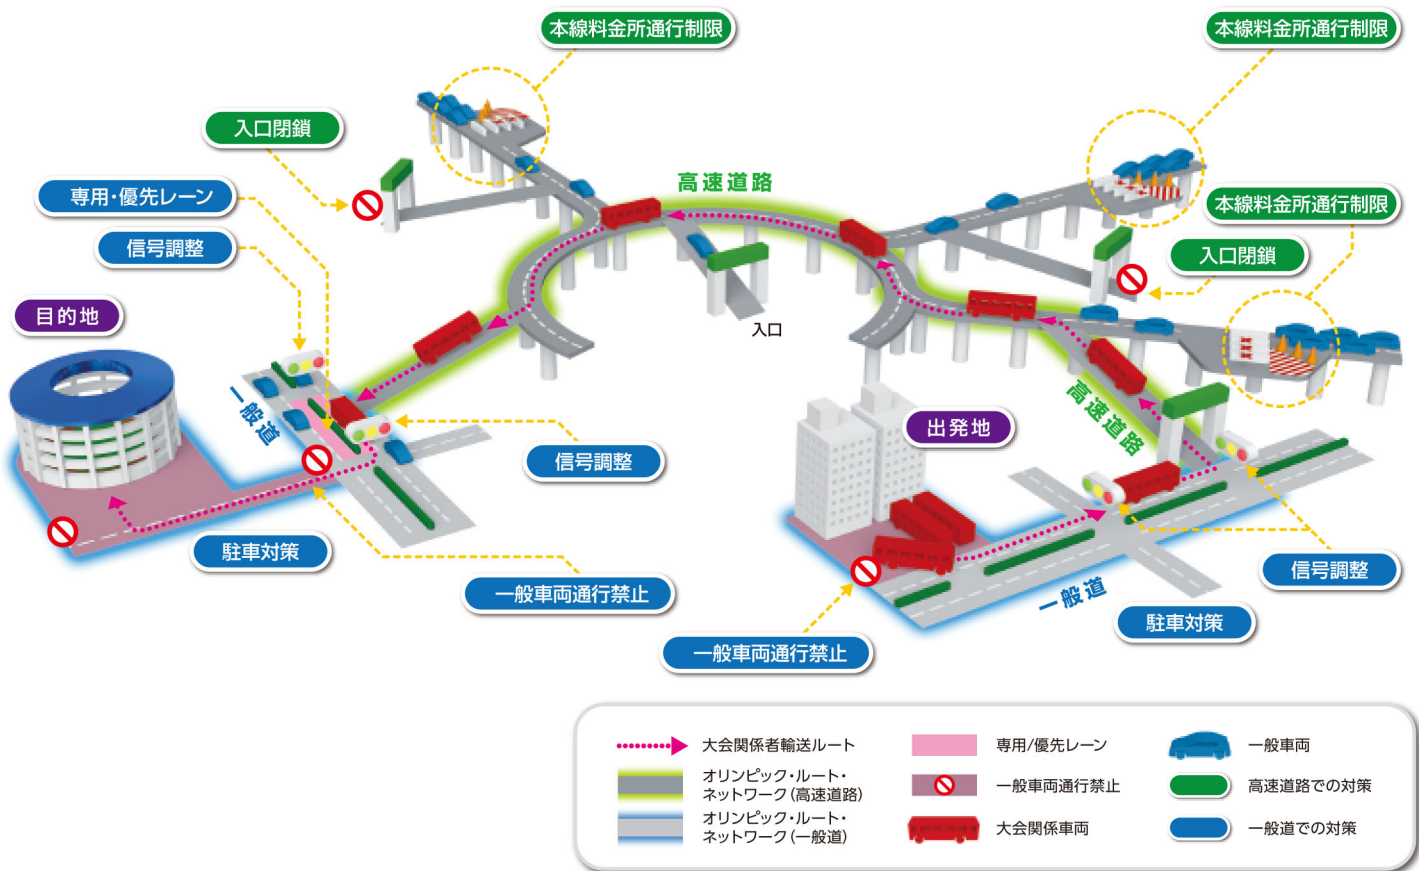 本線料金所通行制限
本線料金所通行制限
入口閉鎖
専用・優先レーン
高速道路
本線料金所通行制限
信号調整
入口閉鎖
目的地
入口
一般道
高速道路
出発地
信号調整
駐車対策
信号調整
一般車両通行禁止
一般道
駐車対策
一般車両通行禁止
大会関係者輸送ルート
専用/優先レーン
一般車両
オリンピック・ルート・
ネットワーク(高速道路)
一般車両通行禁止
高速道路での対策
オリンピック・ルート・
ネットワーク(一般道)
大会関係車両
一般道での対策